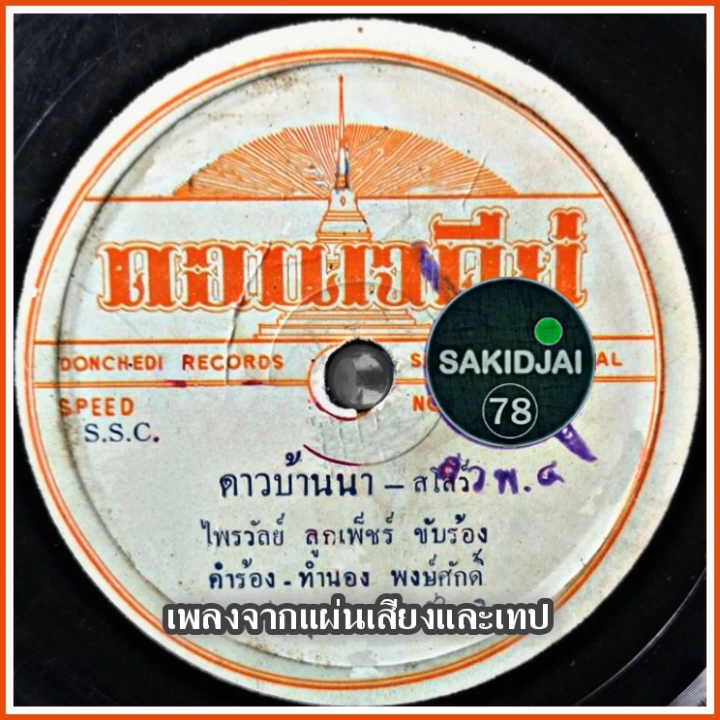 ดอนเจดีย์
DONCHEDI RECORDS
AL
SAKIDJAI
78
SPEED
S.S.C.
ดาวบ้านนา – สโลว์
พ.๔
ไพรวัลย์ ลูกเพ็ชร์ ขับร้อง
คำร้อง - ทำนอง พงษ์ศักดิ์
เพลงจากแผ่นเสียงและเทป